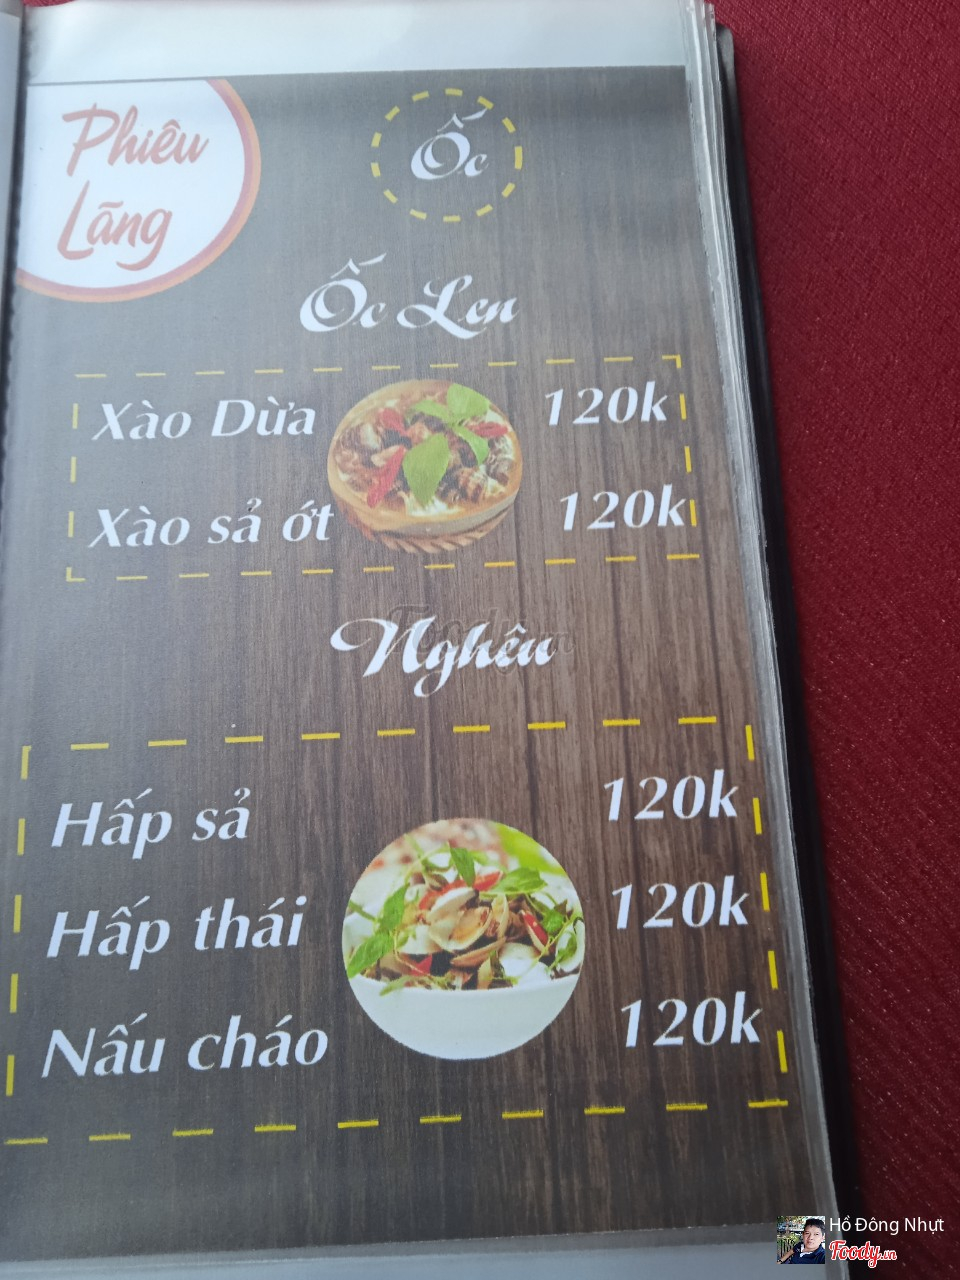 Phiêu
Lãng
Ốc
Ốc Len
Xào Dừa 120k
Xào sả ớt 120k
Nghêu
Hấp sả 120k
Hấp thái 120k
Nấu cháo 120k
Hồ Đông Nhựt
Foody.vn